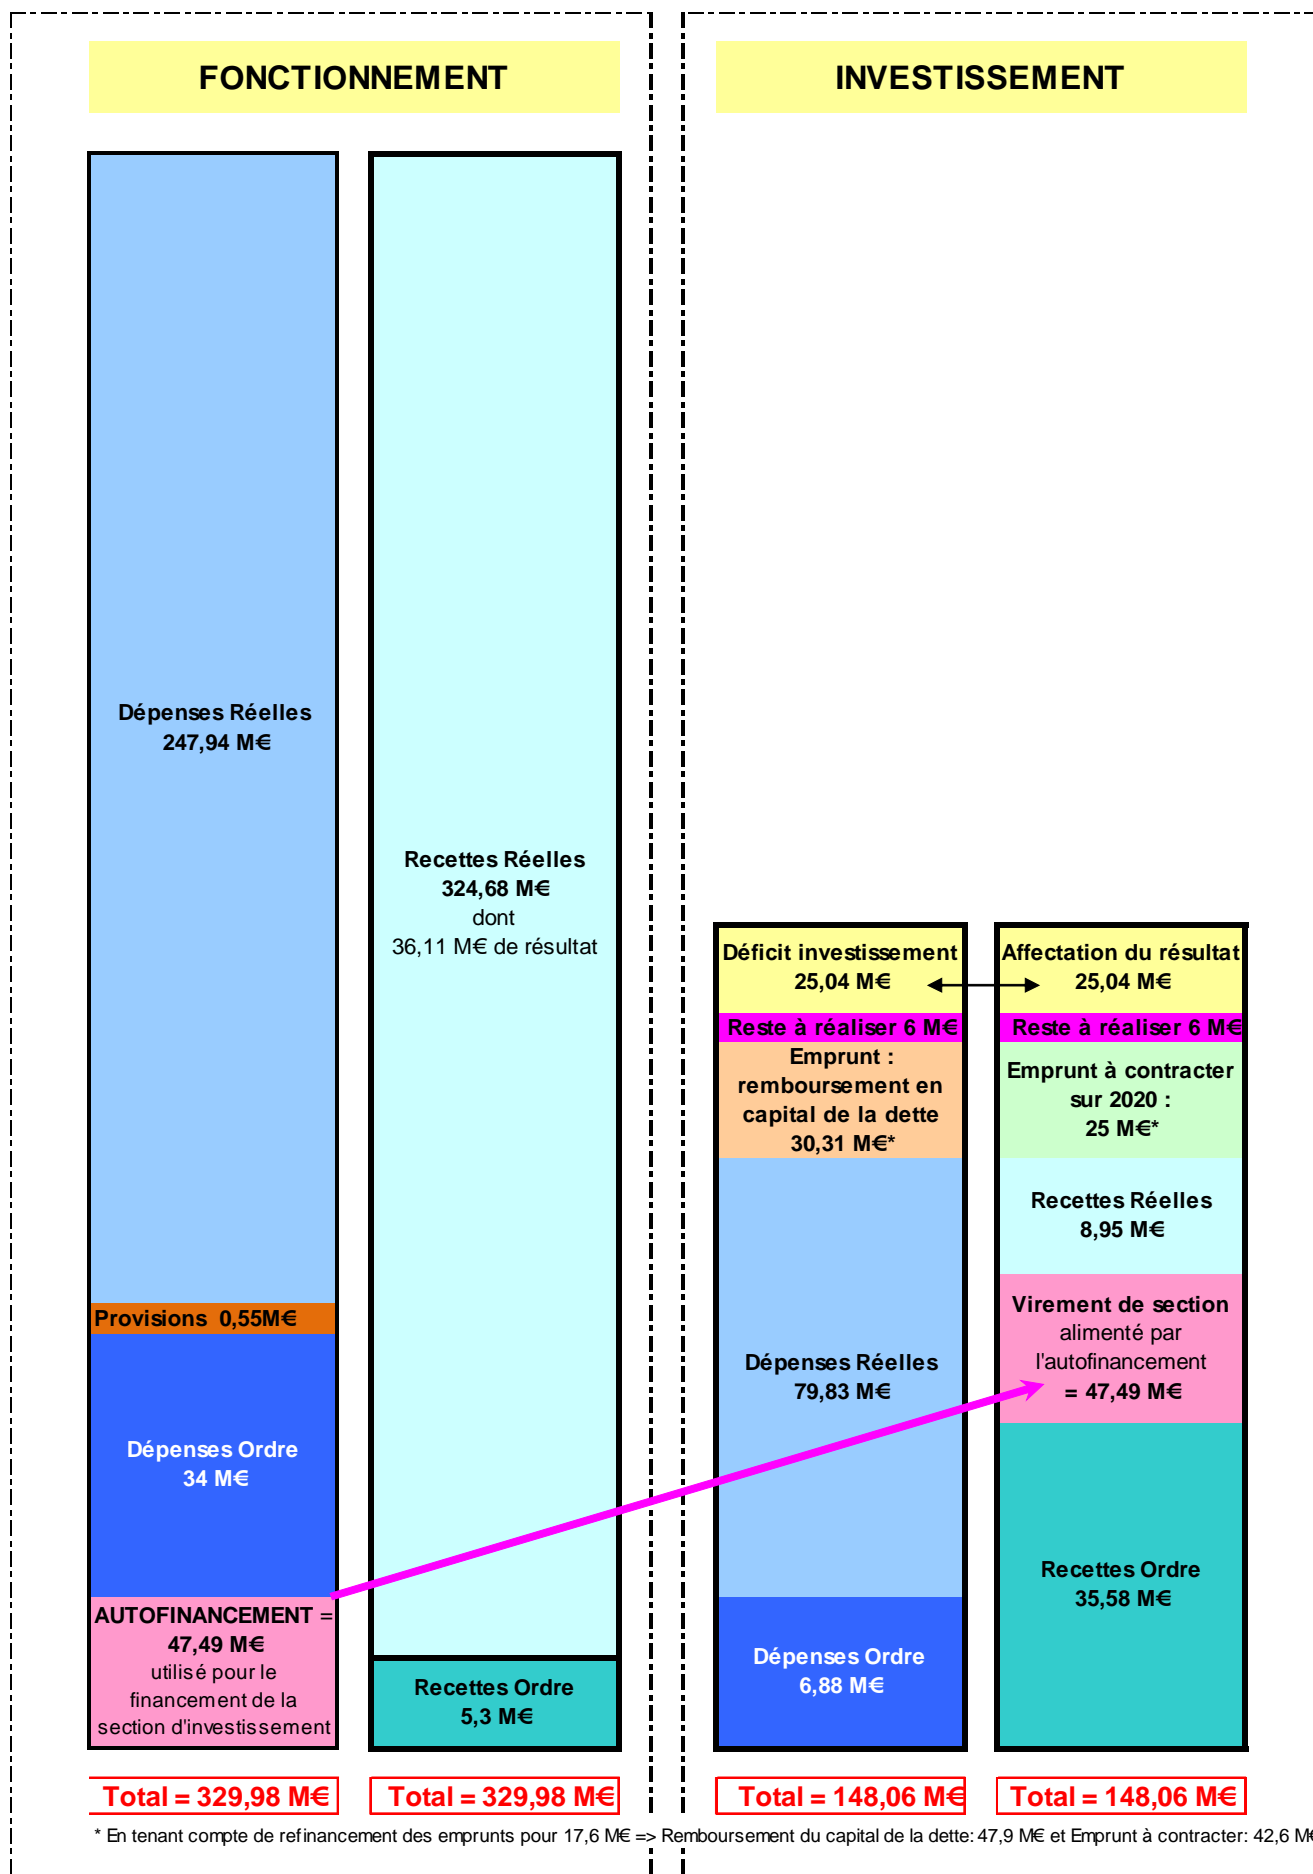 FONCTIONNEMENT
Dépenses Réelles
247,94 M€
Provisions 0,55M€
Dépenses Ordre
34 M€
AUTOFINANCEMENT =
47,49 M€
utilisé pour le
financement de la
section d'investissement
Total = 329,98 M€
Recettes Réelles
324,68 M€
dont
36,11 M€ de résultat
Recettes Ordre
5,3 M€
Total = 329,98 M€
INVESTISSEMENT
Déficit investissement
25,04 M€
Reste à réaliser 6 M€
Emprunt :
remboursement en
capital de la dette
30,31 M€*
Dépenses Réelles
79,83 M€
Dépenses Ordre
6,88 M€
Total = 148,06 M€
Affectation du résultat
25,04 M€
Reste à réaliser 6 M€
Emprunt à contracter
sur 2020 :
25 M€*
Recettes Réelles
8,95 M€
Virement de section
alimenté par
l'autofinancement
= 47,49 M€
Recettes Ordre
35,58 M€
Total = 148,06 M€
* En tenant compte de refinancement des emprunts pour 17,6 M€ => Remboursement du capital de la dette: 47,9 M€ et Emprunt à contracter: 42,6 M€